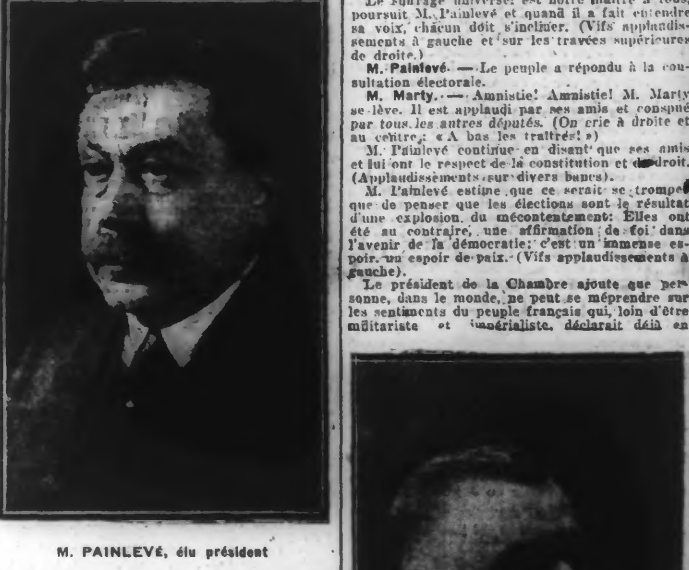 Le suffrage universel est notre maître à tous,
poursuit M. Painlevé et quand il a fait entendre
sa voix, chacun doit s'incliner. (Vifs applaudis-
sements à gauche et sur les travées supérieures
de droite.)
M. Painlevé. — Le peuple a répondu à la con-
sultation électorale.
M. Marty. — Amnistie! Amnistie! M. Marty
se lève. Il est applaudi par ses amis et conspué
par tous les autres députés. (On crie à droite et
au centre: « A bas les traîtres! »)
M. Painlevé continue en disant que ses amis
et lui ont le respect de la constitution et du droit.
(Applaudissements sur divers bancs).
M. Painlevé estime que ce serait se tromper
que de penser que les élections sont le résultat
d'une explosion du mécontentement: Elles ont
été au contraire, une affirmation de foi dans
l'avenir de la démocratie; c'est un immense es-
poir, un espoir de paix. (Vifs applaudissements à
gauche).
Le président de la Chambre ajoute que per-
sonne, dans le monde, ne peut se méprendre sur
les sentiments du peuple français qui, loin d'être
militariste et impérialiste, déclarait déjà en
M. PAINLEVÉ, élu président